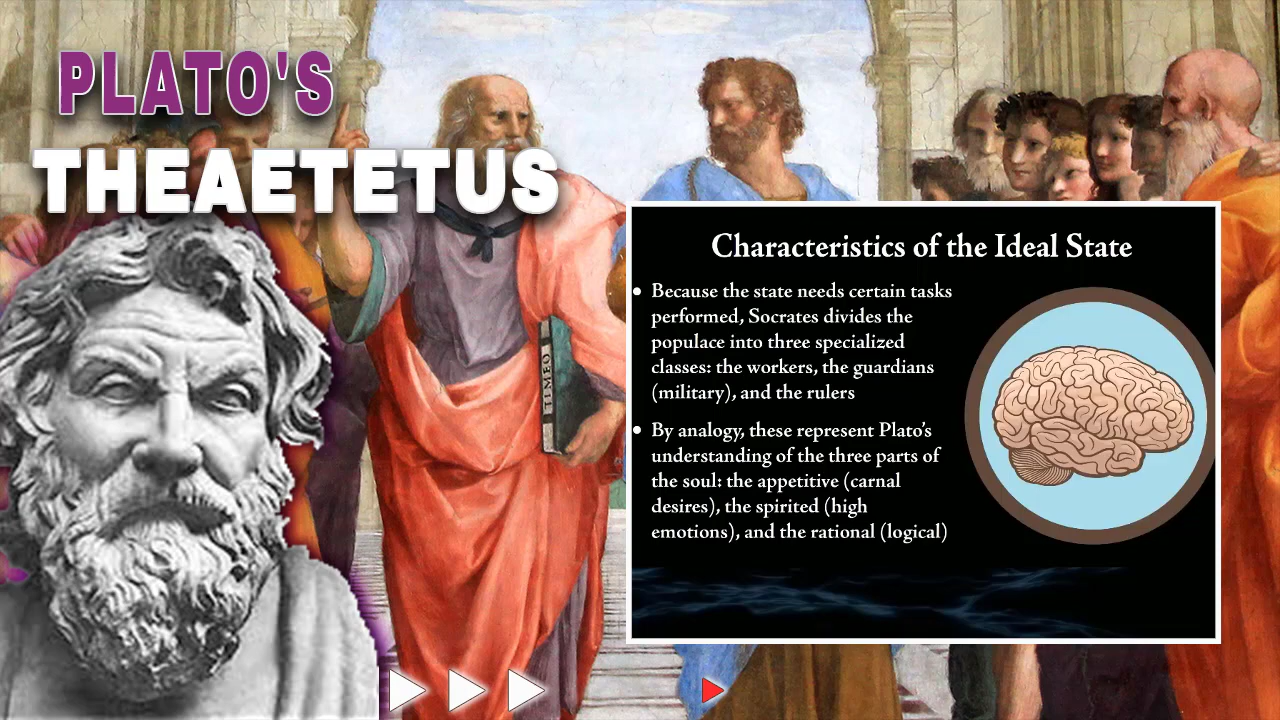 PLATO'S
THEAETETUS
TIMEO
Characteristics of the Ideal State
• Because the state needs certain tasks
performed, Socrates divides the
populace into three specialized
classes: the workers, the guardians
(military), and the rulers
• By analogy, these represent Plato’s
understanding of the three parts of
the soul: the appetitive (carnal
desires), the spirited (high
emotions), and the rational (logical)